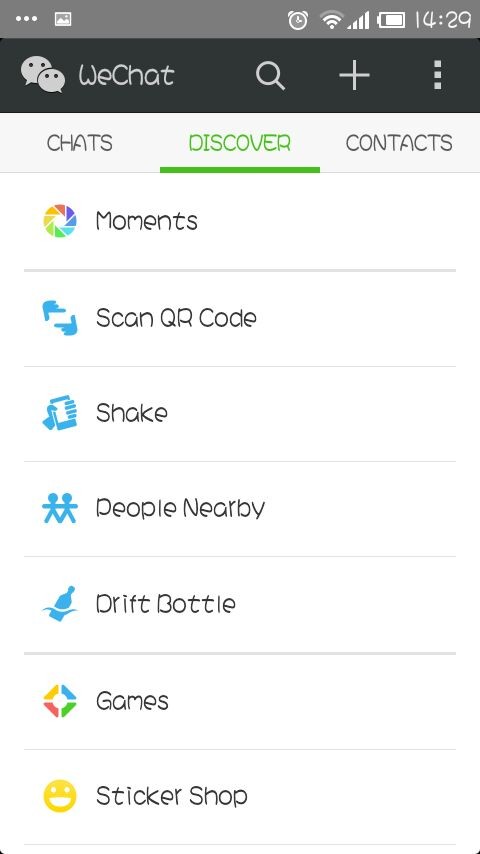 14:29
WeChat
CHATS DISCOVER CONTACTS
Moments
Scan QR Code
Shake
People Nearby
Drift Bottle
Games
Sticker Shop